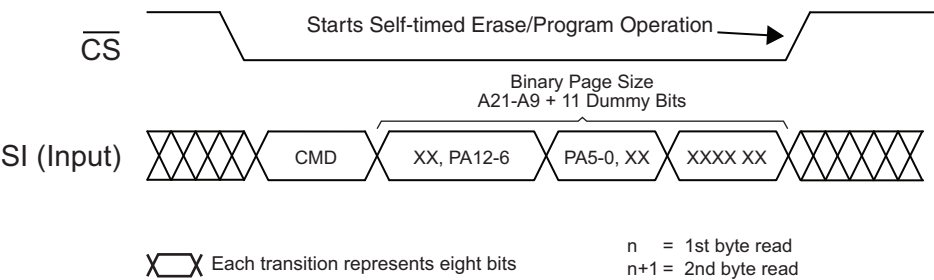 Starts Self-timed Erase/Program Operation
CS
Binary Page Size
A21-A9 + 11 Dummy Bits
SI (Input)
CMD
XX, PA12-6
PA5-0, XX
XXXX XX
Each transition represents eight bits
n = 1st byte read
n+1 = 2nd byte read